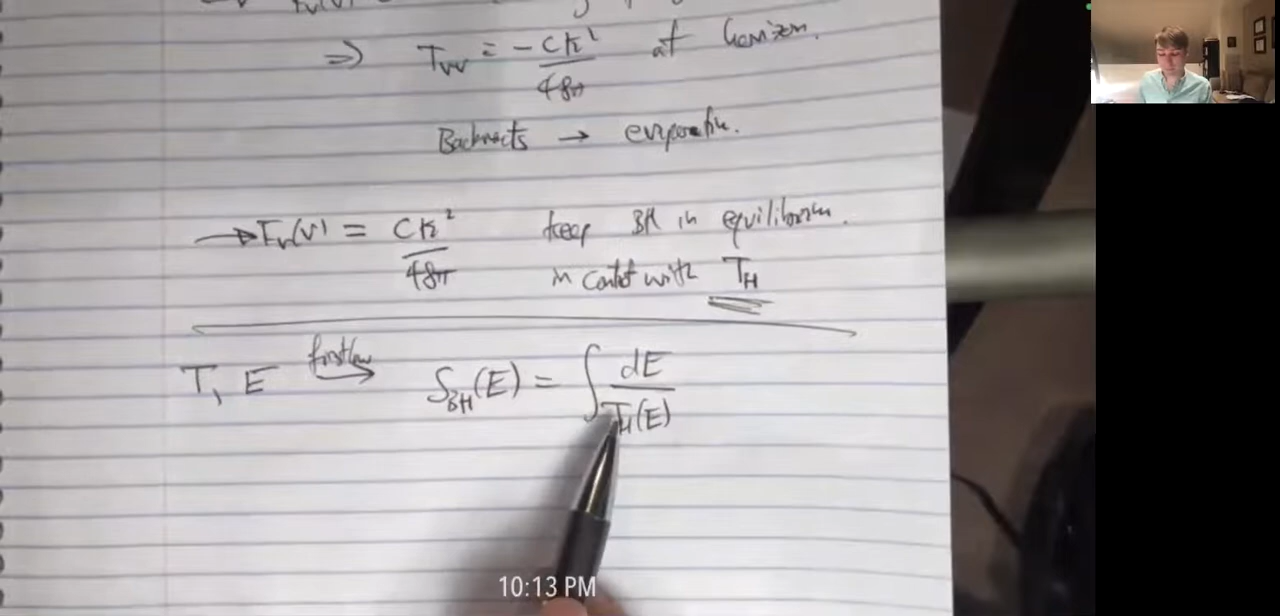 ⇒ T_vv = - cκ² / 48π at horizon.
Backreacts → evaporation.
→ F_v(v) = cκ² / 48π keep BH in equilibrium.
in contact with T_H
T, E first law → S_BH(E) = ∫ dE / T_H(E)
10:13 PM